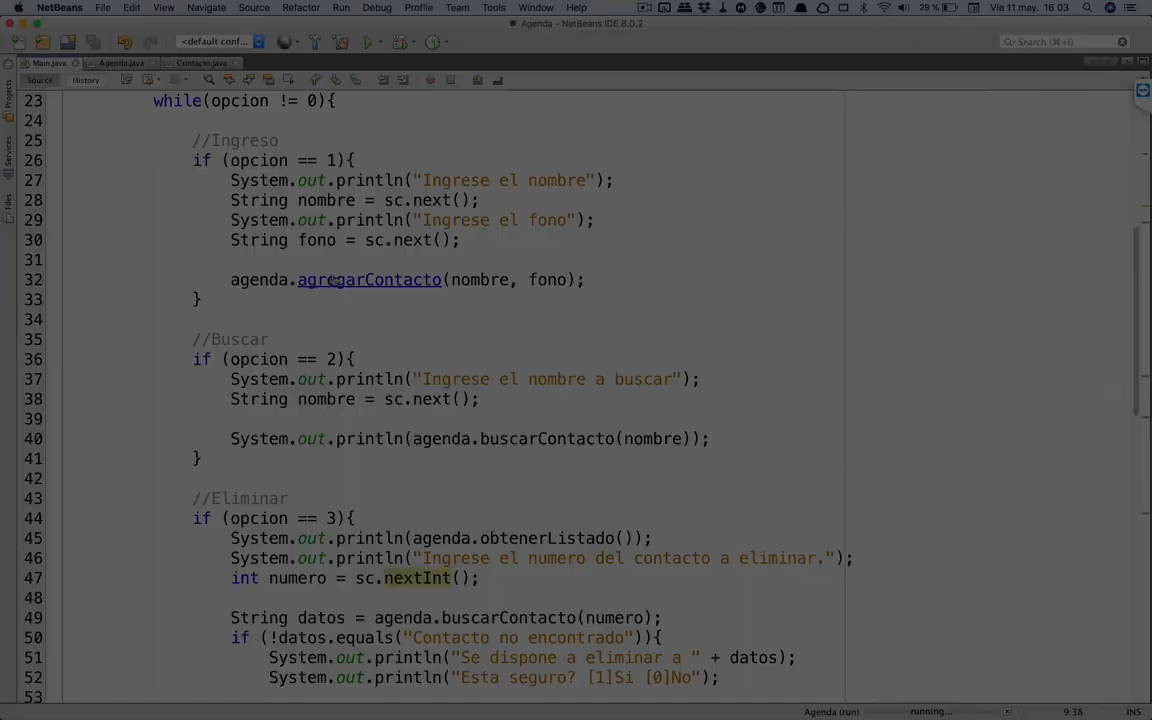 NetBeans File Edit View Navigate Source Refactor Run Debug Profile Team Tools Window Help 29 % Vie 11 may. 16 03
Agenda - NetBeans IDE 8.0.2
<default conf... Search (⌘+I)
Main.java Agenda.java Contacto.java
Source History
Projects
Services
Files
23 while(opcion != 0){
24
25 //Ingreso
26 if (opcion == 1){
27 System.out.println("Ingrese el nombre");
28 String nombre = sc.next();
29 System.out.println("Ingrese el fono");
30 String fono = sc.next();
31
32 agenda.agregarContacto(nombre, fono);
33 }
34
35 //Buscar
36 if (opcion == 2){
37 System.out.println("Ingrese el nombre a buscar");
38 String nombre = sc.next();
39
40 System.out.println(agenda.buscarContacto(nombre));
41 }
42
43 //Eliminar
44 if (opcion == 3){
45 System.out.println(agenda.obtenerListado());
46 System.out.println("Ingrese el numero del contacto a eliminar.");
47 int numero = sc.nextInt();
48
49 String datos = agenda.buscarContacto(numero);
50 if (!datos.equals("Contacto no encontrado")){
51 System.out.println("Se dispone a eliminar a " + datos);
52 System.out.println("Esta seguro? [1]Si [0]No");
53
Agenda (run) running... 9:38 INS